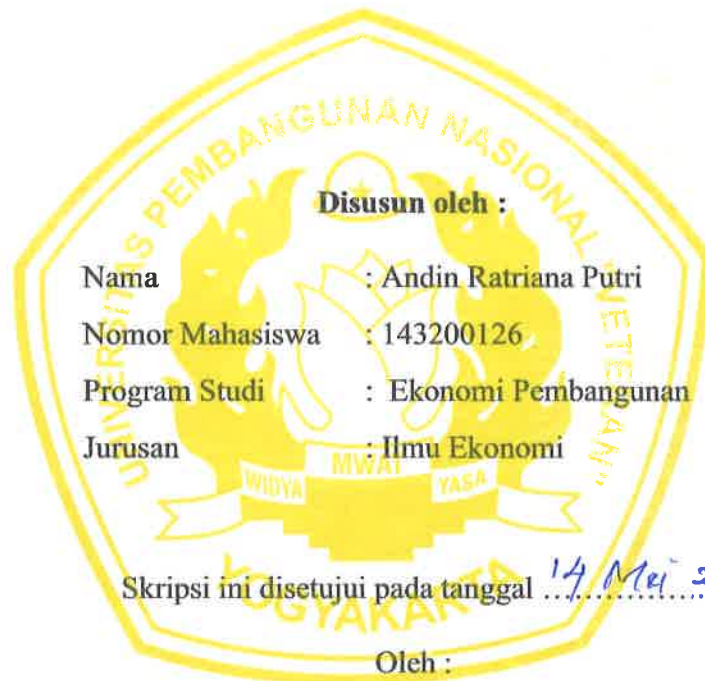 UNIVERSITAS PEMBANGUNAN NASIONAL "VETERAN"
Disusun oleh :
Nama : Andin Ratriana Putri
Nomor Mahasiswa : 143200126
Program Studi : Ekonomi Pembangunan
Jurusan : Ilmu Ekonomi
WIDYA MWAT YASA
Skripsi ini disetujui pada tanggal 14 Mei 2
YOGYAKARTA
Oleh :